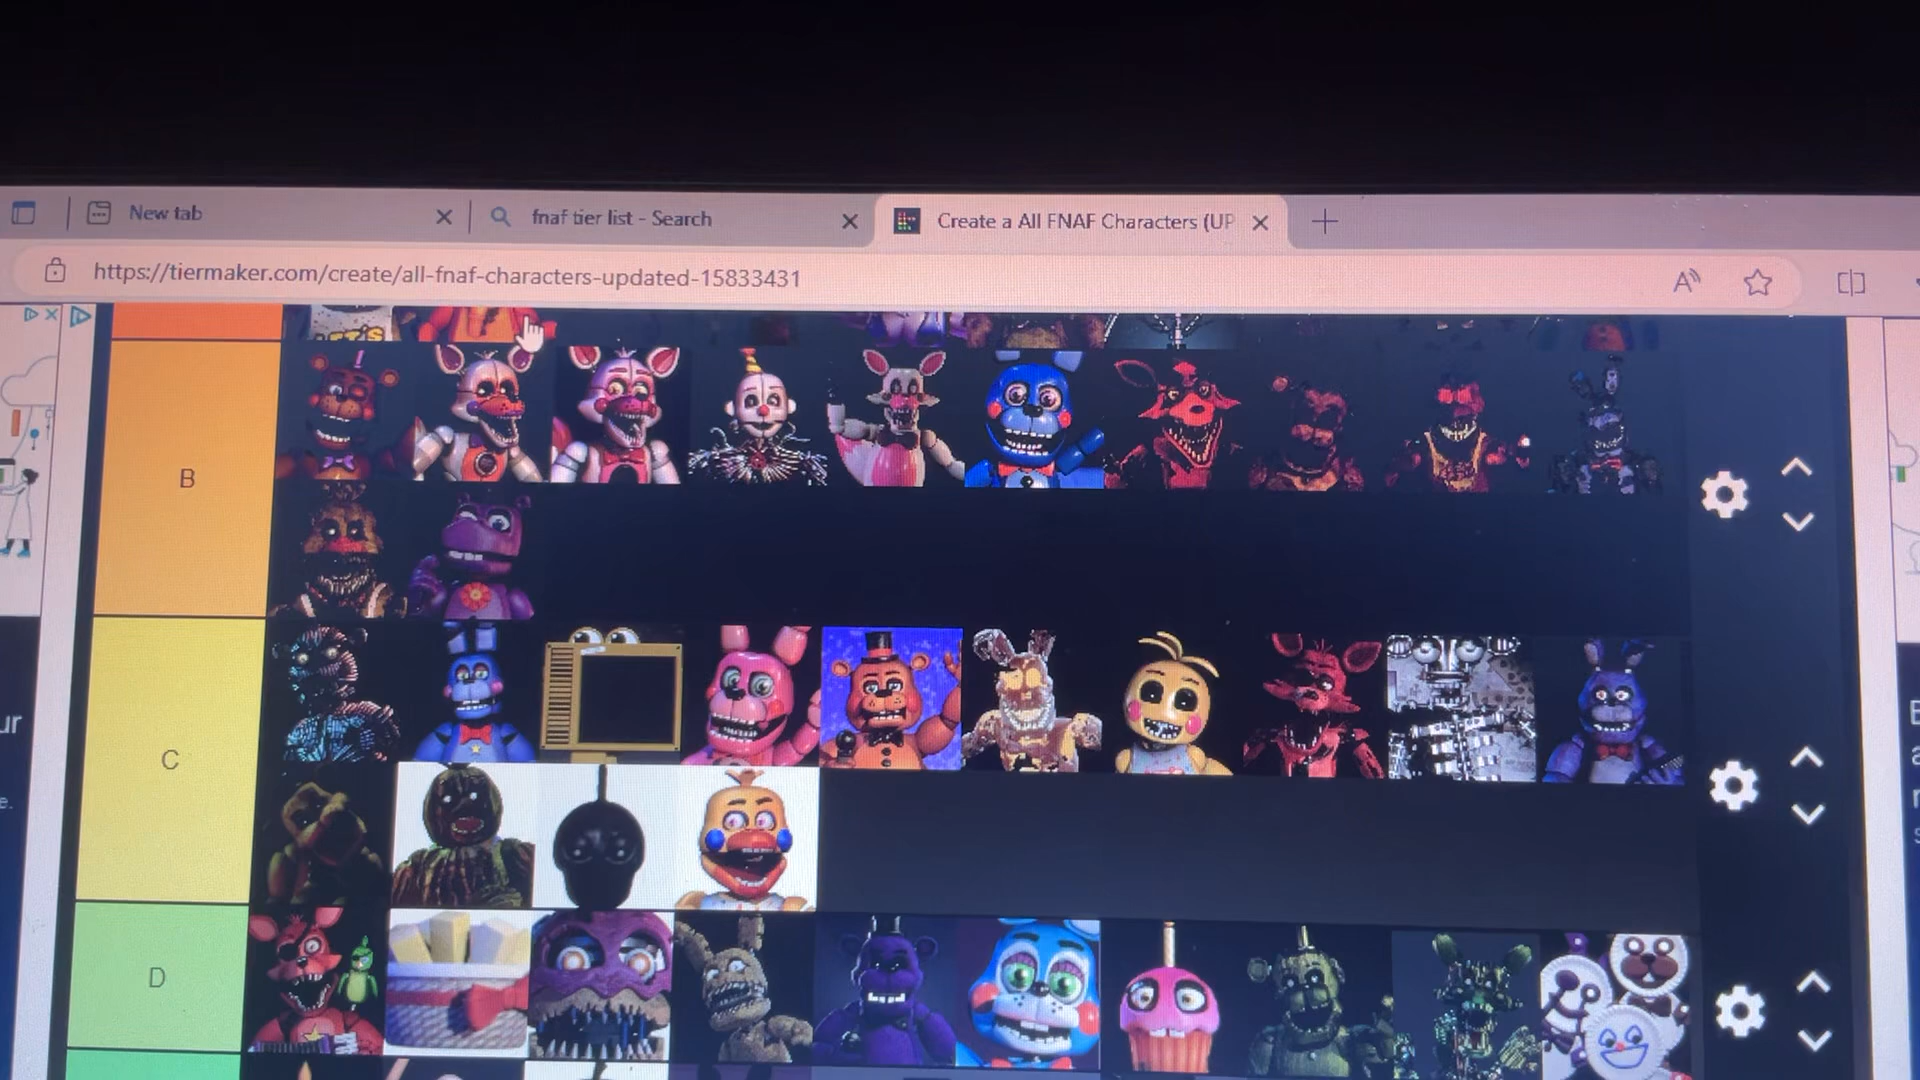 New tab
fnaf tier list - Search
Create a All FNAF Characters (UP
https://tiermaker.com/create/all-fnaf-characters-updated-15833431
B
C
D
ur
e.